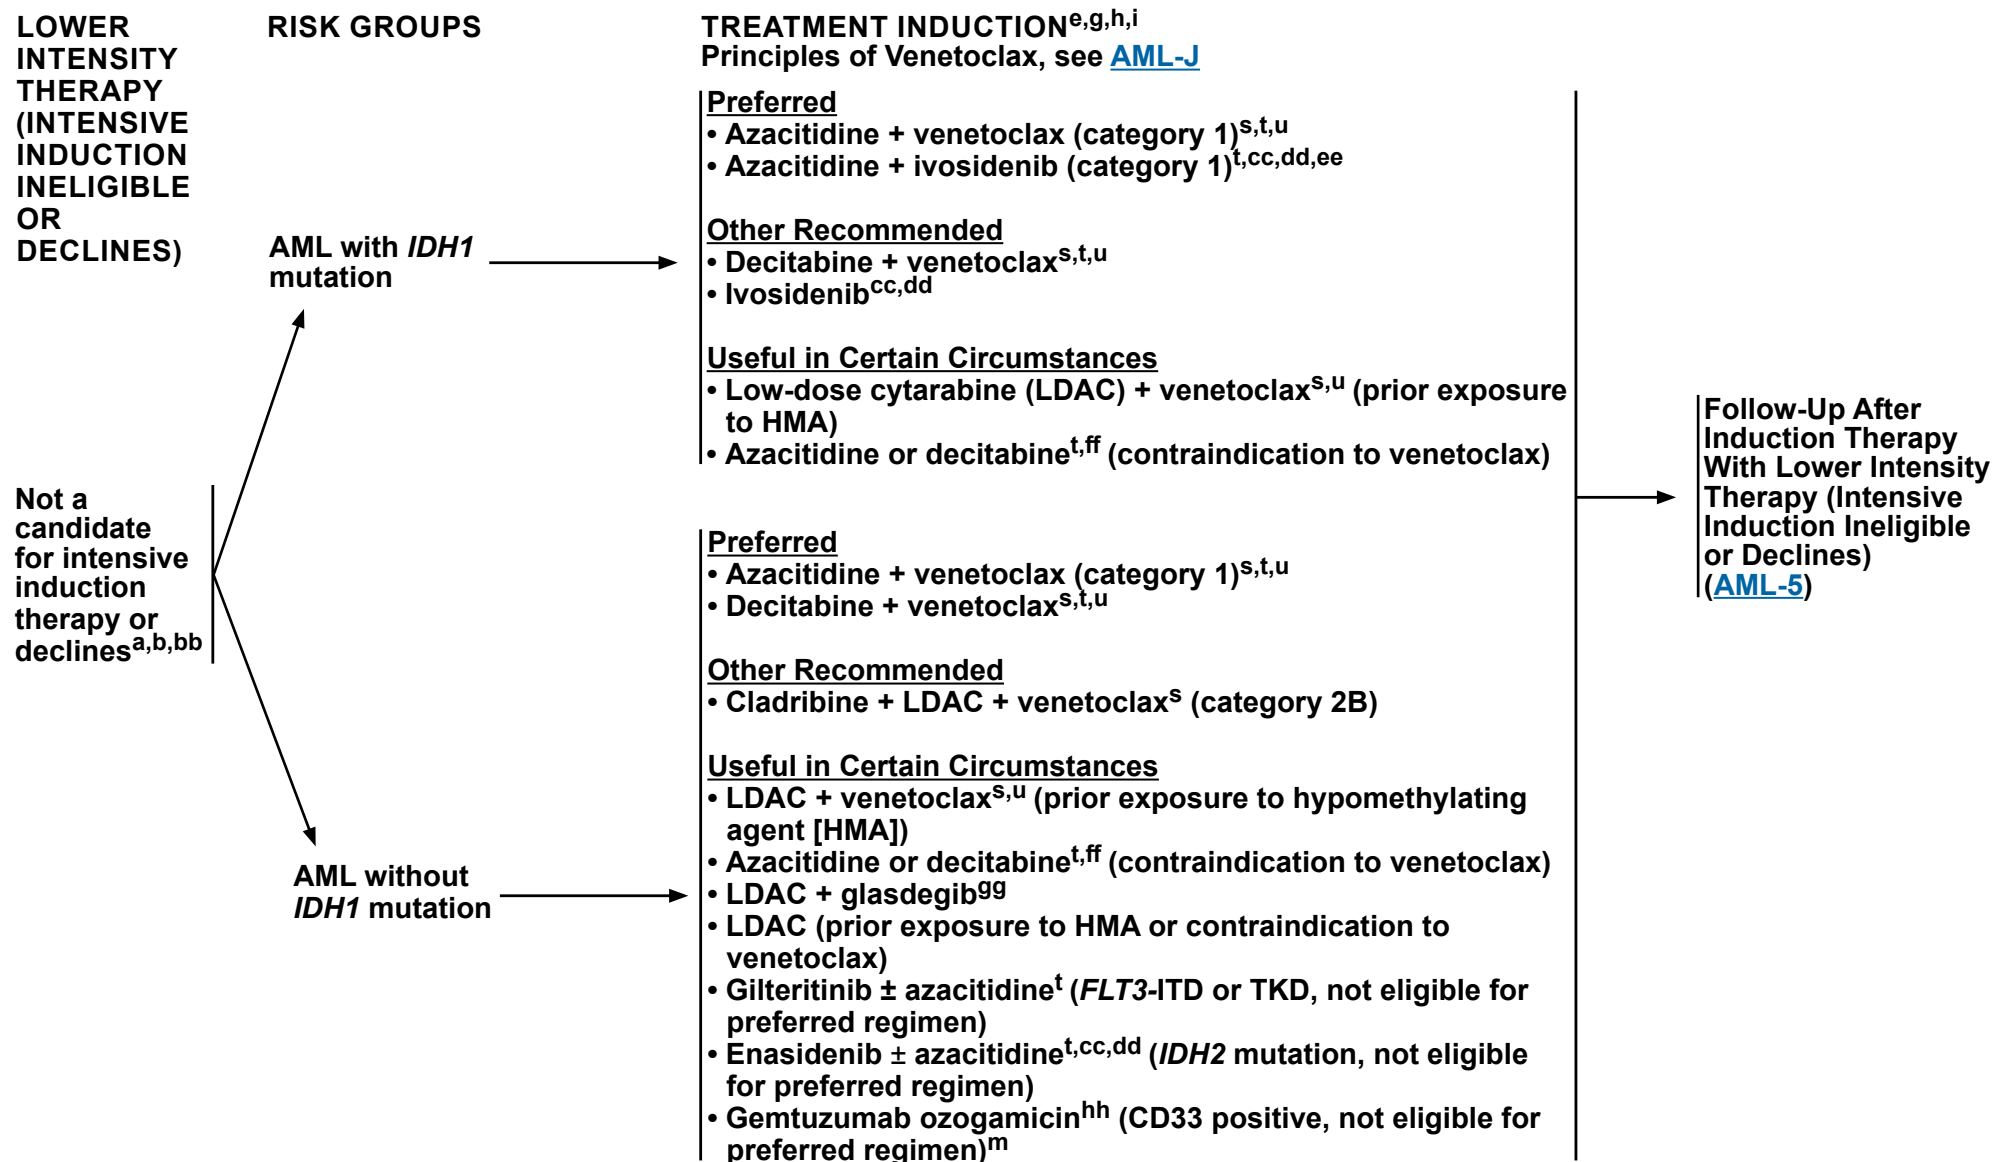 LOWER
INTENSITY
THERAPY
(INTENSIVE
INDUCTION
INELIGIBLE
OR
DECLINES)
RISK GROUPS
TREATMENT INDUCTIONe,g,h,i
Principles of Venetoclax, see AML-J
Not a
candidate
for intensive
induction
therapy or
declinesa,b,bb
AML with IDH1
mutation
Preferred
• Azacitidine + venetoclax (category 1)s,t,u
• Azacitidine + ivosidenib (category 1)t,cc,dd,ee
Other Recommended
• Decitabine + venetoclaxs,t,u
• Ivosidenibcc,dd
Useful in Certain Circumstances
• Low-dose cytarabine (LDAC) + venetoclaxs,u (prior exposure
to HMA)
• Azacitidine or decitabinet,ff (contraindication to venetoclax)
AML without
IDH1 mutation
Preferred
• Azacitidine + venetoclax (category 1)s,t,u
• Decitabine + venetoclaxs,t,u
Other Recommended
• Cladribine + LDAC + venetoclaxs (category 2B)
Useful in Certain Circumstances
• LDAC + venetoclaxs,u (prior exposure to hypomethylating
agent [HMA])
• Azacitidine or decitabinet,ff (contraindication to venetoclax)
• LDAC + glasdegibgg
• LDAC (prior exposure to HMA or contraindication to
venetoclax)
• Gilteritinib ± azacitidinet (FLT3-ITD or TKD, not eligible for
preferred regimen)
• Enasidenib ± azacitidinet,cc,dd (IDH2 mutation, not eligible
for preferred regimen)
• Gemtuzumab ozogamicinhh (CD33 positive, not eligible for
preferred regimen)m
Follow-Up After
Induction Therapy
With Lower Intensity
Therapy (Intensive
Induction Ineligible
or Declines)
(AML-5)